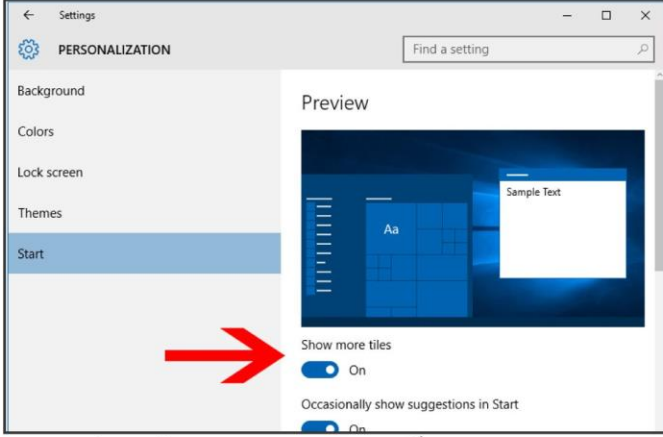 Settings
PERSONALIZATION
Find a setting
Background
Colors
Lock screen
Themes
Start
Preview
Sample Text
Aa
Show more tiles
On
Occasionally show suggestions in Start
On